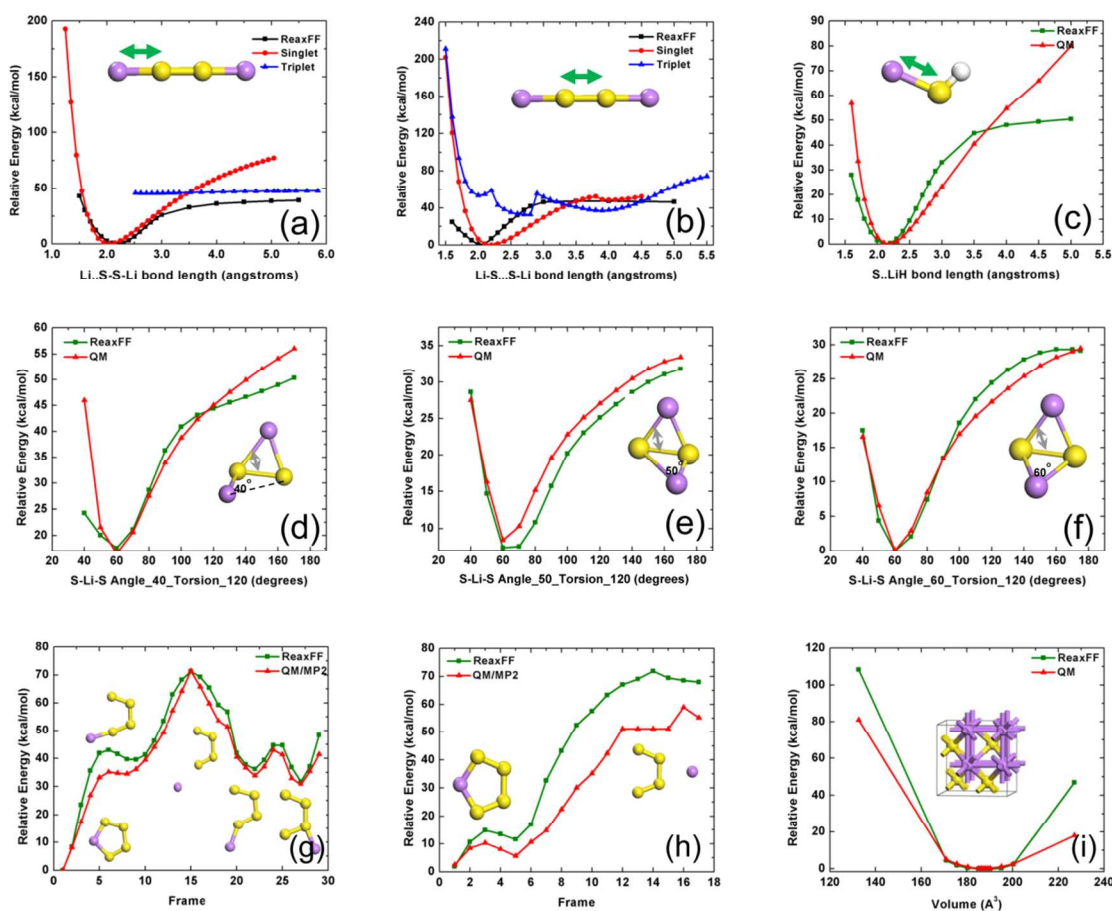 200
150
100
50
0
Relative Energy (kcal/mol)
ReaxFF
Singlet
Triplet
(a)
1.0 1.5 2.0 2.5 3.0 3.5 4.0 4.5 5.0 5.5 6.0
Li..S-S-Li bond length (angstroms)
240
200
160
120
80
40
0
Relative Energy (kcal/mol)
ReaxFF
Singlet
Triplet
(b)
1.5 2.0 2.5 3.0 3.5 4.0 4.5 5.0 5.5
Li-S...S-Li bond length (angstroms)
90
80
70
60
50
40
30
20
10
0
Relative Energy (kcal/mol)
ReaxFF
QM
(c)
1.5 2.0 2.5 3.0 3.5 4.0 4.5 5.0 5.5
S..LiH bond length (angstroms)
60
55
50
45
40
35
30
25
20
Relative Energy (kcal/mol)
ReaxFF
QM
40°
(d)
20 40 60 80 100 120 140 160 180
S-Li-S Angle_40_Torsion_120 (degrees)
35
30
25
20
15
10
Relative Energy (kcal/mol)
ReaxFF
QM
50°
(e)
20 40 60 80 100 120 140 160 180
S-Li-S Angle_50_Torsion_120 (degrees)
30
25
20
15
10
5
0
Relative Energy (kcal/mol)
ReaxFF
QM
60°
(f)
20 40 60 80 100 120 140 160 180
S-Li-S Angle_60_Torsion_120 (degrees)
80
70
60
50
40
30
20
10
0
Relative Energy (kcal/mol)
ReaxFF
QM/MP2
(g)
0 5 10 15 20 25 30
Frame
80
70
60
50
40
30
20
10
0
Relative Energy (kcal/mol)
ReaxFF
QM/MP2
(h)
0 2 4 6 8 10 12 14 16 18
Frame
120
100
80
60
40
20
0
Relative Energy (kcal/mol)
ReaxFF
QM
(i)
120 140 160 180 200 220 240
Volume (A³)